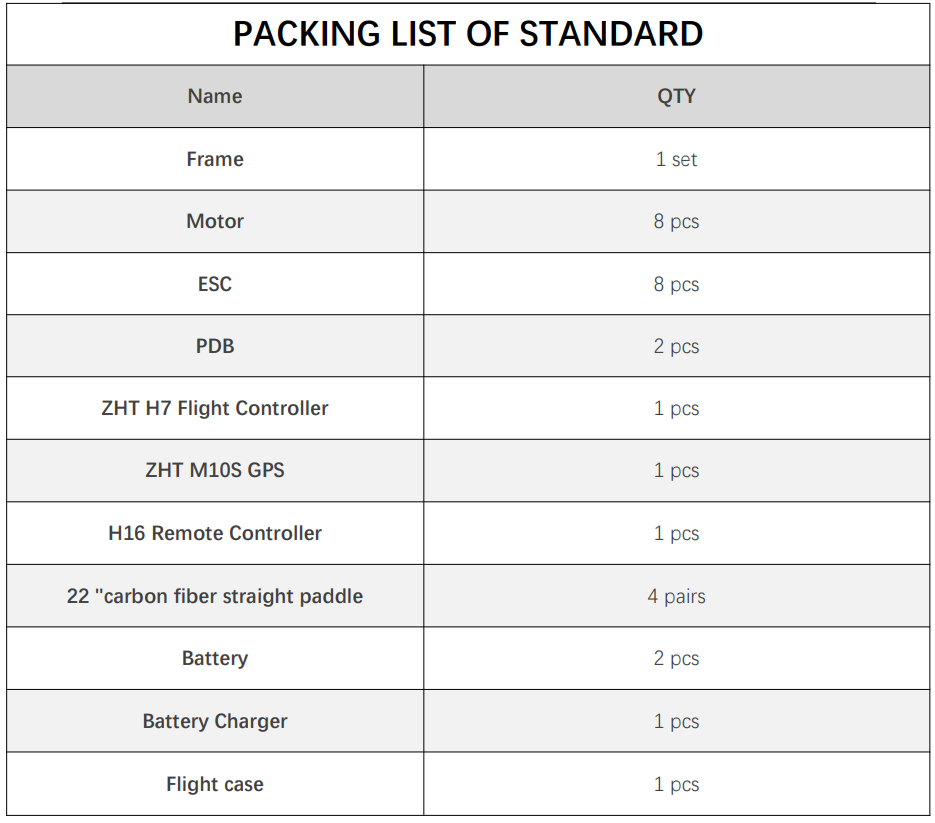 PACKING LIST OF STANDARD
Name QTY
Frame 1 set
Motor 8 pcs
ESC 8 pcs
PDB 2 pcs
ZHT H7 Flight Controller 1 pcs
ZHT M10S GPS 1 pcs
H16 Remote Controller 1 pcs
22 "carbon fiber straight paddle 4 pairs
Battery 2 pcs
Battery Charger 1 pcs
Flight case 1 pcs